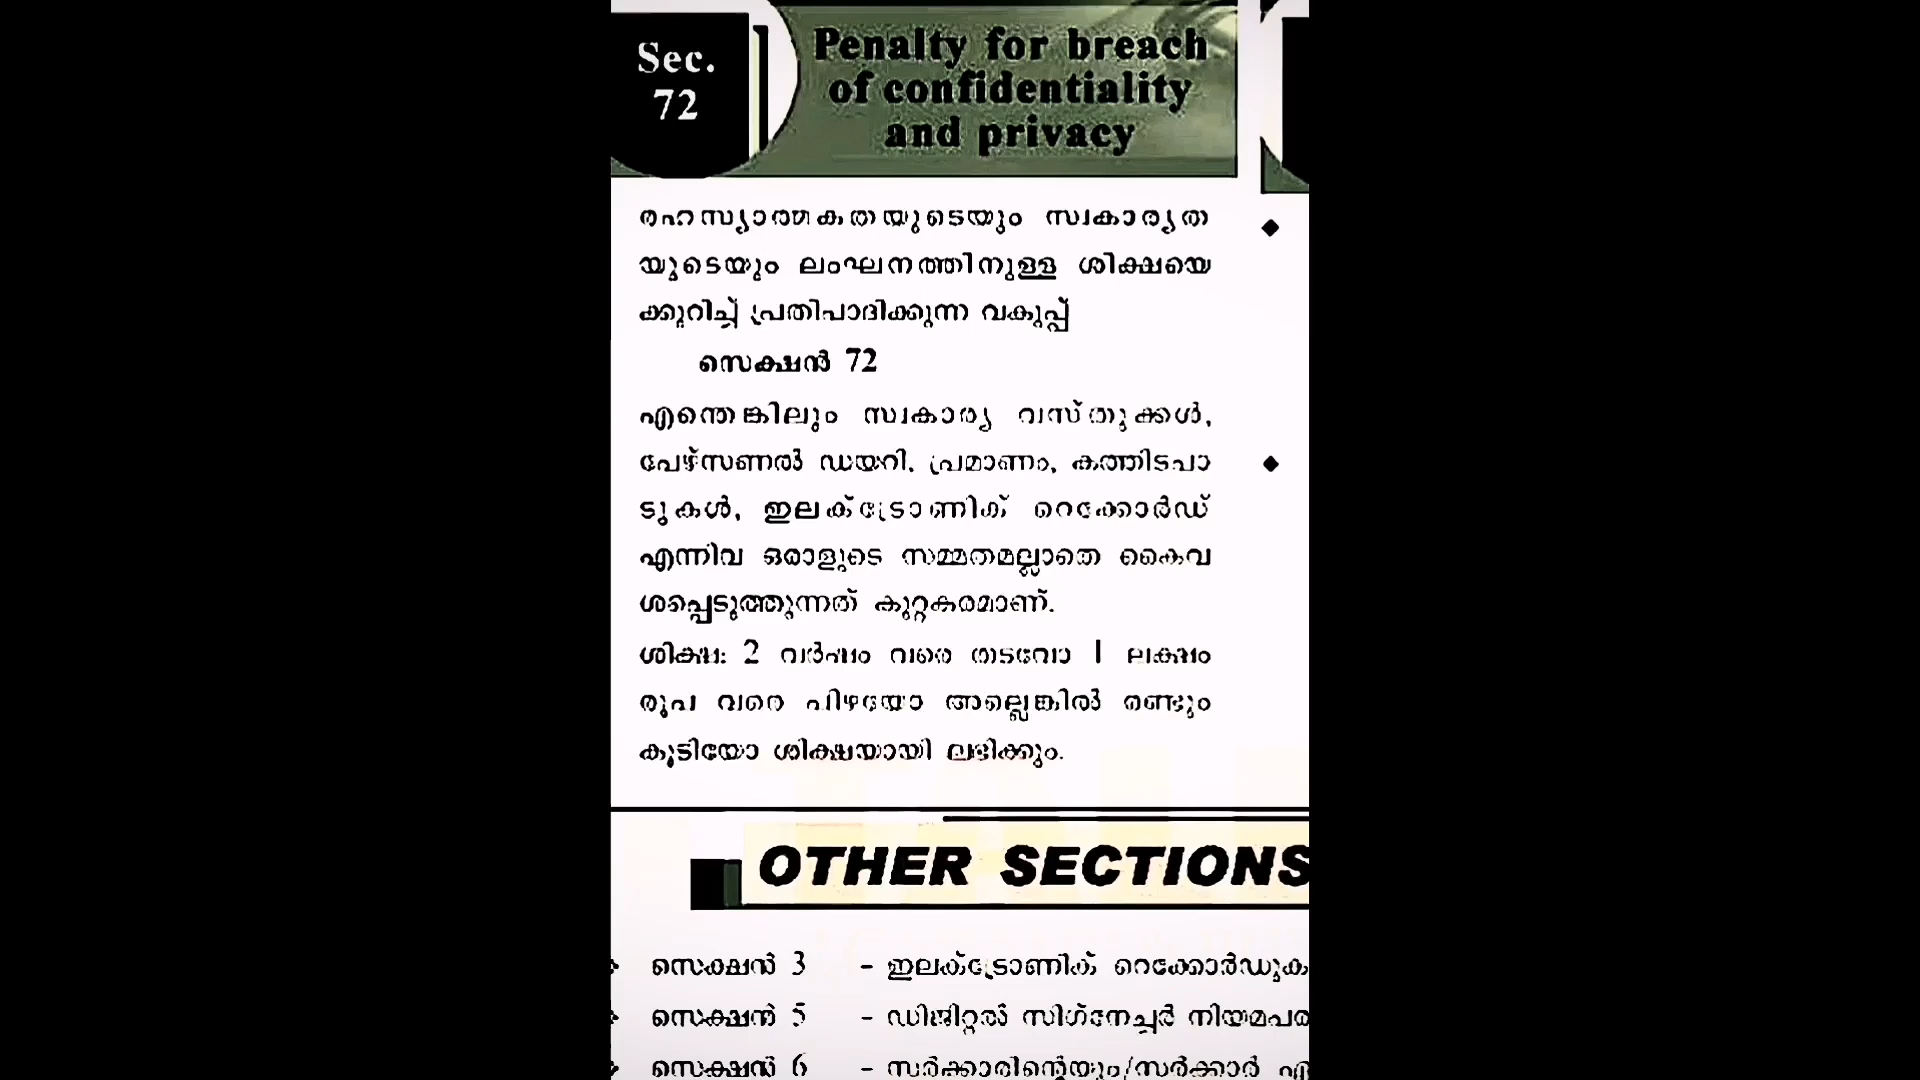 Sec.
72
Penalty for breach
of confidentiality
and privacy
രഹസ്യാത്മകതയുടെയും സ്വകാര്യത
യുടെയും ലംഘനത്തിനുള്ള ശിക്ഷയെ
ക്കുറിച്ച് പ്രതിപാദിക്കുന്ന വകുപ്പ്
സെക്ഷൻ 72
എന്തെങ്കിലും സ്വകാര്യ വസ്തുക്കൾ,
പേഴ്സണൽ ഡയറി, പ്രമാണം, കത്തിടപാ
ടുകൾ, ഇലക്ട്രോണിക് റെക്കോർഡ്
എന്നിവ ഒരാളുടെ സമ്മതമല്ലാതെ കൈവ
ശപ്പെടുത്തുന്നത് കുറ്റകരമാണ്.
ശിക്ഷ: 2 വർഷം വരെ തടവോ 1 ലക്ഷം
രൂപ വരെ പിഴയോ അല്ലെങ്കിൽ രണ്ടും
കൂടിയോ ശിക്ഷയായി ലഭിക്കും.
OTHER SECTIONS
സെക്ഷൻ 3 - ഇലക്ട്രോണിക് റെക്കോർഡുക
സെക്ഷൻ 5 - ഡിജിറ്റൽ സിഗ്നേച്ചർ നിയമപര
സെക്ഷൻ 6 - സർക്കാരിന്റെയും/സർക്കാർ എ